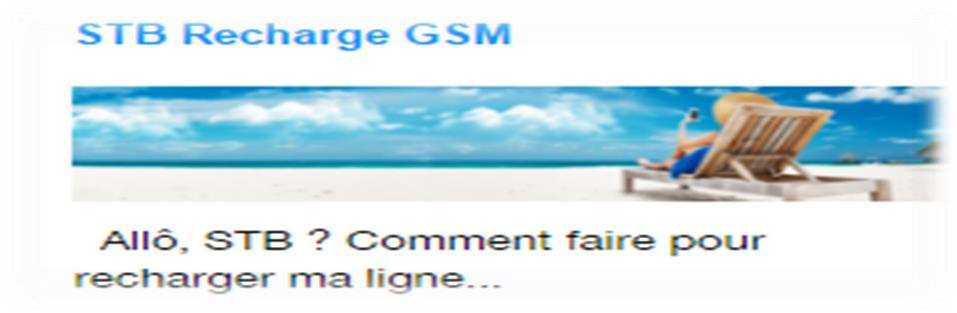 STB Recharge GSM
Allô, STB ? Comment faire pour
recharger ma ligne...